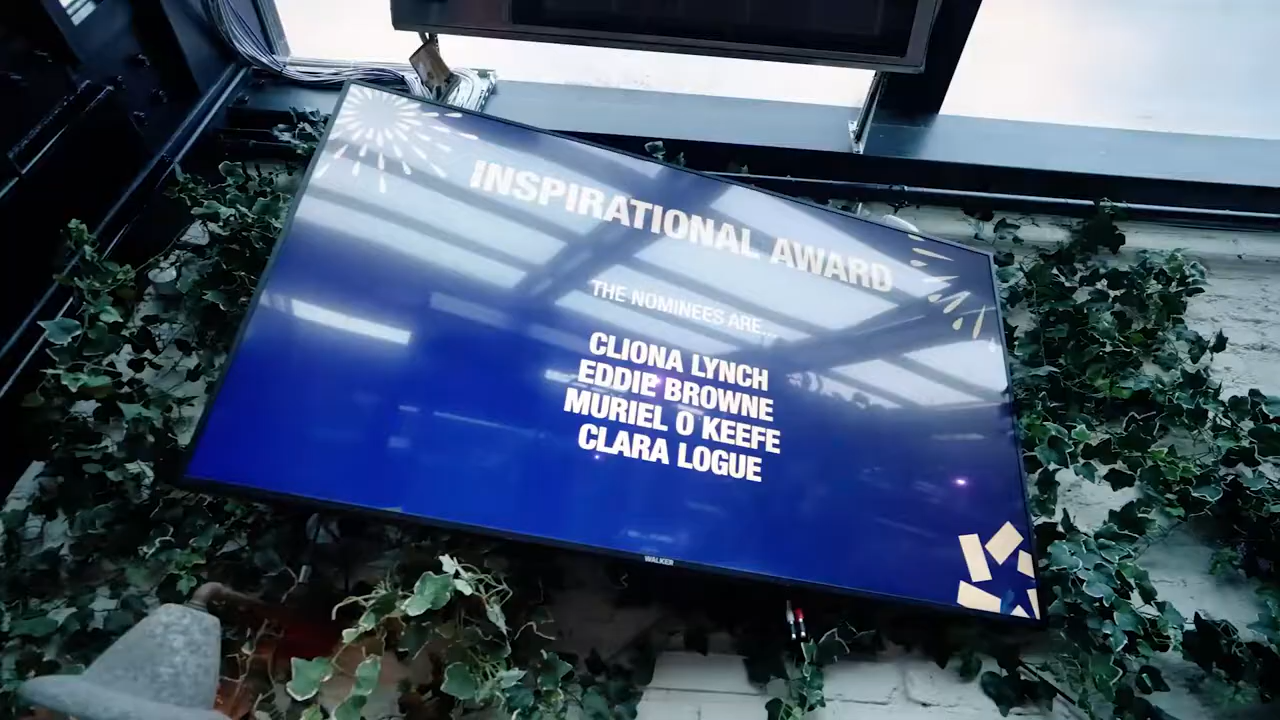 INSPIRATIONAL AWARD
THE NOMINEES ARE...
CLIONA LYNCH
EDDIE BROWNE
MURIEL O KEEFE
CLARA LOGUE
WALKER